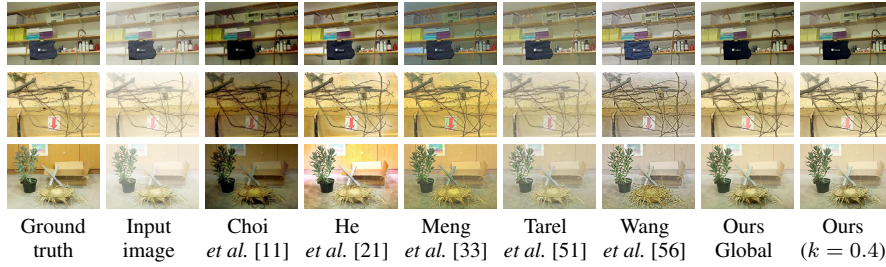 Ground Input Choi He Meng Tarel Wang Ours Ours
truth image et al. [11] et al. [21] et al. [33] et al. [51] et al. [56] Global (k = 0.4)